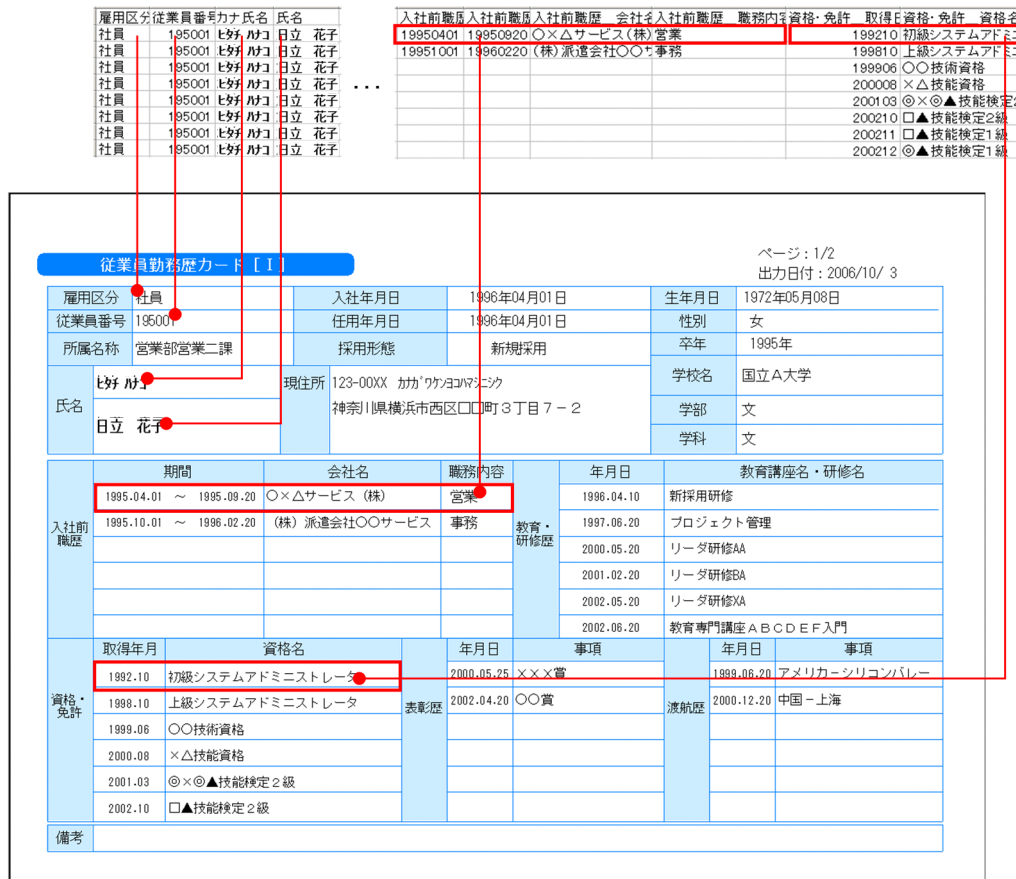 雇用区分 従業員番号 カナ氏名 氏名
社員 195001 ﾋﾀﾁ ﾊﾅｺ 日立 花子
社員 195001 ﾋﾀﾁ ﾊﾅｺ 日立 花子
社員 195001 ﾋﾀﾁ ﾊﾅｺ 日立 花子
社員 195001 ﾋﾀﾁ ﾊﾅｺ 日立 花子
社員 195001 ﾋﾀﾁ ﾊﾅｺ 日立 花子
社員 195001 ﾋﾀﾁ ﾊﾅｺ 日立 花子
社員 195001 ﾋﾀﾁ ﾊﾅｺ 日立 花子
社員 195001 ﾋﾀﾁ ﾊﾅｺ 日立 花子
...
入社前職歴 入社前職歴 入社前職歴 会社名 入社前職歴 職務内容 資格・免許 取得日 資格・免許 資格名
19950401 19950920 ○×△サービス(株) 営業 199210 初級システムアドミニ
19951001 19960220 (株)派遣会社○○サ 事務 199810 上級システムアドミニ
199906 ○○技術資格
200008 ×△技能資格
200103 ◎×◎▲技能検定2
200210 □▲技能検定2級
200211 □▲技能検定1級
200212 ◎▲技能検定1級
従業員勤務歴カード［Ⅰ］
ページ：1/2
出力日付：2006/10/ 3
雇用区分 社員 入社年月日 1996年04月01日 生年月日 1972年05月08日
従業員番号 195001 任用年月日 1996年04月01日 性別 女
所属名称 営業部営業二課 採用形態 新規採用 卒年 1995年
氏名 ﾋﾀﾁ ﾊﾅｺ 現住所 123-00XX ｶﾅｶﾞﾜｹﾝﾖｺﾊﾏｼﾆｼｸ 学校名 国立A大学
日立 花子 神奈川県横浜市西区□□町３丁目７－２ 学部 文
学科 文
期間 会社名 職務内容 年月日 教育講座名・研修名
入社前職歴 1995.04.01 ～ 1995.09.20 ○×△サービス（株） 営業 教育・研修歴 1996.04.10 新採用研修
1995.10.01 ～ 1996.02.20 （株）派遣会社○○サービス 事務 1997.06.20 プロジェクト管理
2000.05.20 リーダ研修AA
2001.02.20 リーダ研修BA
2002.05.20 リーダ研修XA
2002.06.20 教育専門講座ＡＢＣＤＥＦ入門
取得年月 資格名 年月日 事項 年月日 事項
資格・免許 1992.10 初級システムアドミニストレータ 表彰歴 2000.05.25 ×××賞 渡航歴 1999.06.20 アメリカ－シリコンバレー
1998.10 上級システムアドミニストレータ 2002.04.20 ○○賞 2000.12.20 中国－上海
1999.06 ○○技術資格
2000.08 ×△技能資格
2001.03 ◎×◎▲技能検定２級
2002.10 □▲技能検定２級
備考